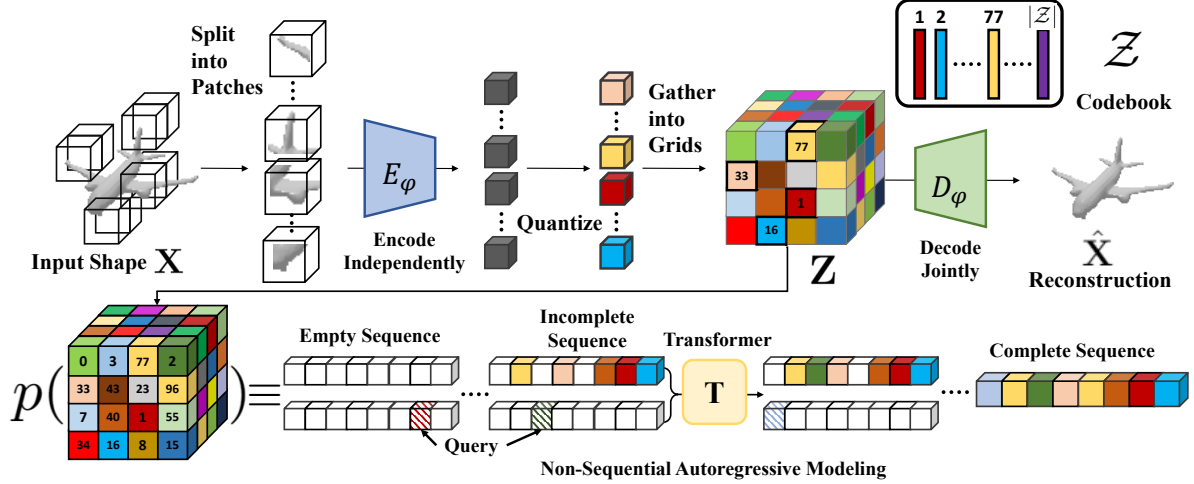 Split
into
Patches
Input Shape X
E_φ
Encode
Independently
Quantize
Gather
into
Grids
77
33
1
16
Z
1 2 77 |𝒵|
𝒵
Codebook
D_φ
Decode
Jointly
X̂
Reconstruction
p( ) =
0 3 77 2
33 43 23 96
7 40 1 55
34 16 8 15
Empty Sequence
Query
Incomplete
Sequence
Transformer
T
Complete Sequence
Non-Sequential Autoregressive Modeling